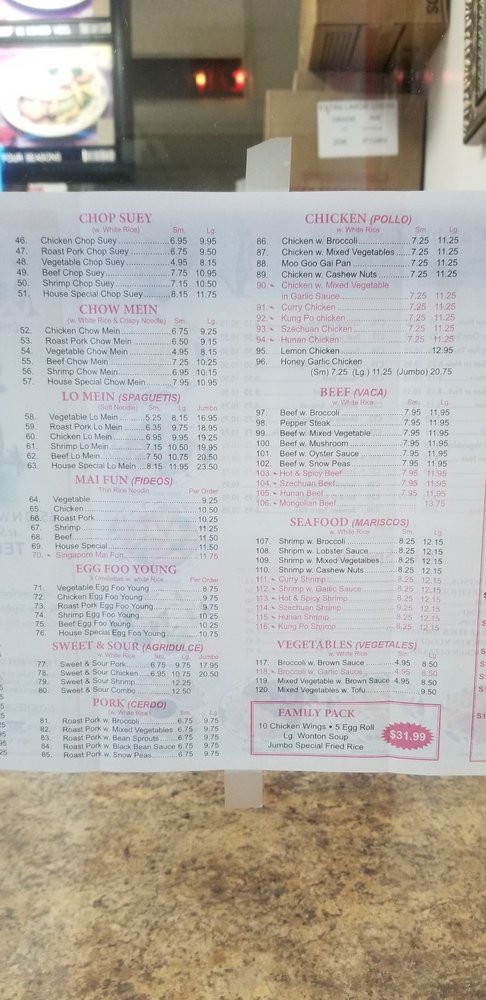 FOUR SEASONS
CHOP SUEY
(w. White Rice) Sm. Lg.
46. Chicken Chop Suey 6.95 9.95
47. Roast Pork Chop Suey 6.75 9.50
48. Vegetable Chop Suey 4.95 8.15
49. Beef Chop Suey 7.75 10.95
50. Shrimp Chop Suey 7.15 10.50
51. House Special Chop Suey 8.15 11.75
CHOW MEIN
(w. White Rice & Crispy Noodle) Sm. Lg.
52. Chicken Chow Mein 6.75 9.25
53. Roast Pork Chow Mein 6.50 9.15
54. Vegetable Chow Mein 4.95 8.15
55. Beef Chow Mein 7.25 10.25
56. Shrimp Chow Mein 6.95 10.15
57. House Special Chow Mein 7.95 10.95
LO MEIN (SPAGUETIS)
(Soft Noodle) Sm. Lg. Jumbo
58. Vegetable Lo Mein 5.25 8.15 16.95
59. Roast Pork Lo Mein 6.35 9.75 18.95
60. Chicken Lo Mein 6.95 9.95 19.25
61. Shrimp Lo Mein 7.15 10.50 19.95
62. Beef Lo Mein 7.50 10.75 20.50
63. House Special Lo Mein 8.15 11.95 23.50
MAI FUN (FIDEOS)
Thin Rice Noodle Per Order
64. Vegetable 9.25
65. Chicken 10.50
66. Roast Pork 10.25
67. Shrimp 11.25
68. Beef 11.50
69. House Special 11.50
70. Singapore Mai Fun 11.75
EGG FOO YOUNG
3 Omelettes w. white Rice Per Order
71. Vegetable Egg Foo Young 8.75
72. Chicken Egg Foo Young 9.75
73. Roast Pork Egg Foo Young 9.75
74. Shrimp Egg Foo Young 10.25
75. Beef Egg Foo Young 10.25
76. House Special Egg Foo Young 10.75
SWEET & SOUR (AGRIDULCE)
w. White Rice Sm. Lg. Jumbo
77. Sweet & Sour Pork 6.75 9.75 17.95
78. Sweet & Sour Chicken 6.95 10.75 20.50
79. Sweet & Sour Shrimp 12.25
80. Sweet & Sour Combo 12.50
PORK (CERDO)
(w. White Rice) Sm. Lg.
81. Roast Pork w. Broccoli 6.75 9.75
82. Roast Pork w. Mixed Vegetables 6.75 9.75
83. Roast Pork w. Bean Sprouts 6.75 9.75
84. Roast Pork w. Black Bean Sauce 6.75 9.75
85. Roast Pork w. Snow Peas 6.75 9.75
CHICKEN (POLLO)
w. White Rice Sm. Lg.
86. Chicken w. Broccoli 7.25 11.25
87. Chicken w. Mixed Vegetables 7.25 11.25
88. Moo Goo Gai Pan 7.25 11.25
89. Chicken w. Cashew Nuts 7.25 11.25
90. Chicken w. Mixed Vegetable
in Garlic Sauce 7.25 11.25
91. Curry Chicken 7.25 11.25
92. Kung Po chicken 7.25 11.25
93. Szechuan Chicken 7.25 11.25
94. Hunan Chicken 7.25 11.25
95. Lemon Chicken 12.95
96. Honey Garlic Chicken
(Sm) 7.25 (Lg.) 11.25 (Jumbo) 20.75
BEEF (VACA)
w. White Rice Sm. Lg.
97. Beef w. Broccoli 7.95 11.95
98. Pepper Steak 7.95 11.95
99. Beef w. Mixed Vegetable 7.95 11.95
100. Beef w. Mushroom 7.95 11.95
101. Beef w. Oyster Sauce 7.95 11.95
102. Beef w. Snow Peas 7.95 11.95
103. Hot & Spicy Beef 7.95 11.95
104. Szechuan Beef 7.95 11.95
105. Hunan Beef 7.95 11.95
106. Mongolian Beef 13.75
SEAFOOD (MARISCOS)
w. White Rice Sm. Lg.
107. Shrimp w. Broccoli 8.25 12.15
108. Shripm w. Lobster Sauce 8.25 12.15
109. Shrimp w. Mixed Vegetaibes 8.25 12.15
110. Shrimp w. Cashew Nuts 8.25 12.15
111. Curry Shrimp 8.25 12.15
112. Shrimp w. Garlic Sauce 8.25 12.15
113. Hot & Spicy Shrimp 8.25 12.15
114. Szechuan Shrimp 9.25 12.15
115. Hunan Shrimp 8.25 12.15
116. Kung Po Shrimp 8.25 12.15
VEGETABLES (VEGETALES)
w. White Rice Sm. Lg.
117. Broccoli w. Brown Sauce 4.95 8.50
118. Broccoli w. Garlic Sauce 4.95 8.50
119. Mixed Vegetable w. Brown Sauce 4.95 8.50
120. Mixed Vegetables w. Tofu 9.50
FAMILY PACK
10 Chicken Wings • 5 Egg Roll
Lg. Wonton Soup
Jumbo Special Fried Rice
$31.99